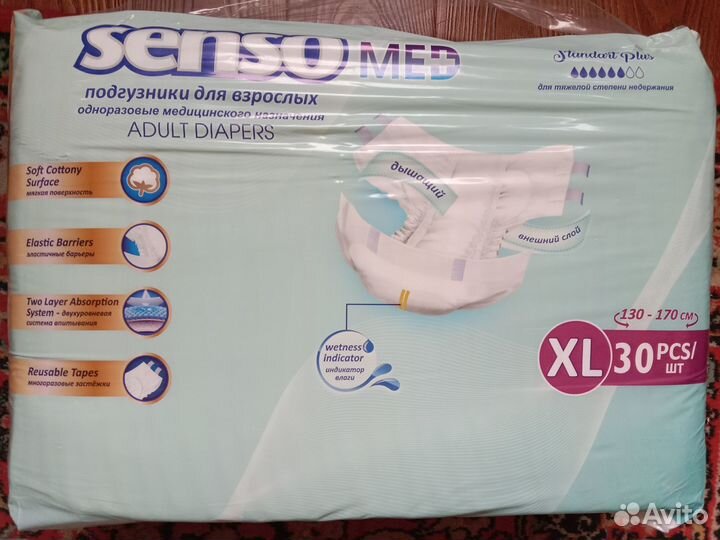 senso MED
подгузники для взрослых
одноразовые медицинского назначения
ADULT DIAPERS
Standart Plus
для тяжелой степени недержания
Soft Cottony
Surface
мягкая поверхность
Elastic Barriers
эластичные барьеры
Two Layer Absorption
System - двухуровневая
система впитывания
Reusable Tapes
многоразовые застёжки
дышащий
внешний слой
wetness
indicator
индикатор
влаги
130 - 170 см
XL 30 PCS/
шт
Avito